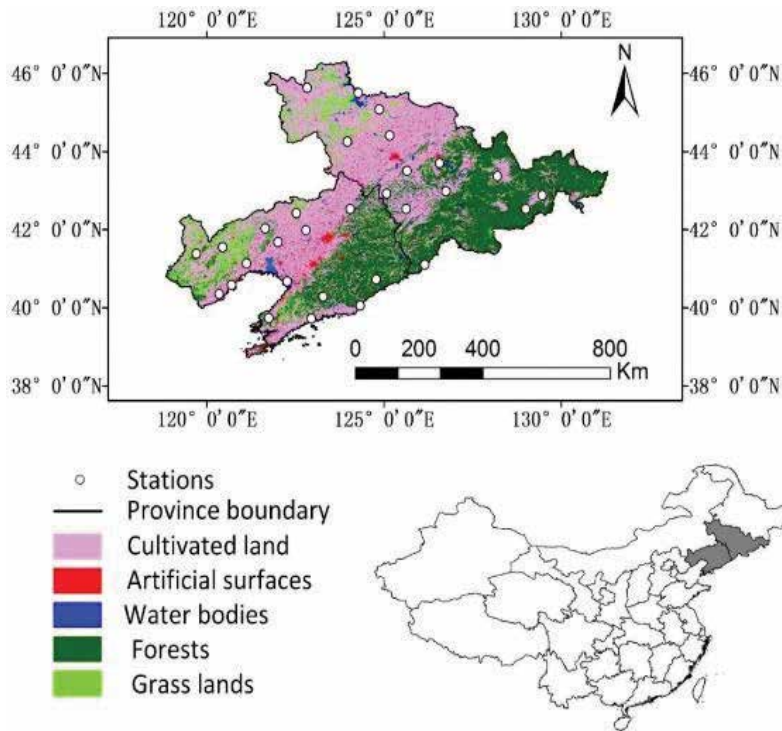 120° 0′0″E 125° 0′0″E 130° 0′0″E
N
46° 0′0″N 46° 0′0″N
44° 0′0″N 44° 0′0″N
42° 0′0″N 42° 0′0″N
40° 0′0″N 40° 0′0″N
0 200 400 800
Km
38° 0′0″N 38° 0′0″N
120° 0′0″E 125° 0′0″E 130° 0′0″E
Stations
Province boundary
Cultivated land
Artificial surfaces
Water bodies
Forests
Grass lands